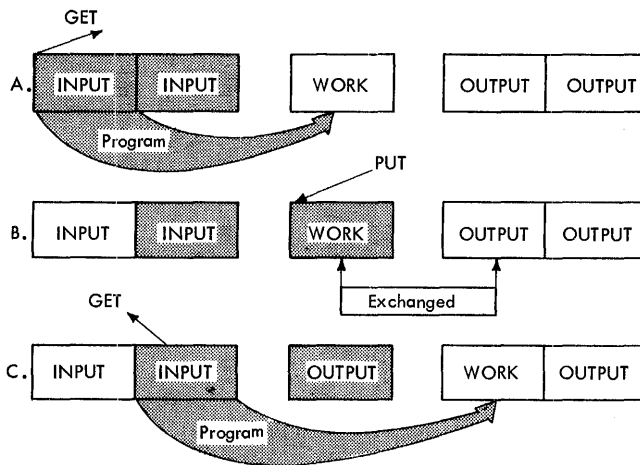 GET
A. INPUT INPUT WORK OUTPUT OUTPUT
Program
PUT
B. INPUT INPUT WORK OUTPUT OUTPUT
Exchanged
GET
C. INPUT INPUT OUTPUT WORK OUTPUT
Program